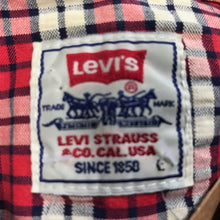 LEVI'S
®
TRADE MARK
LEVI STRAUSS
& CO. CAL. USA
SINCE 1850
L